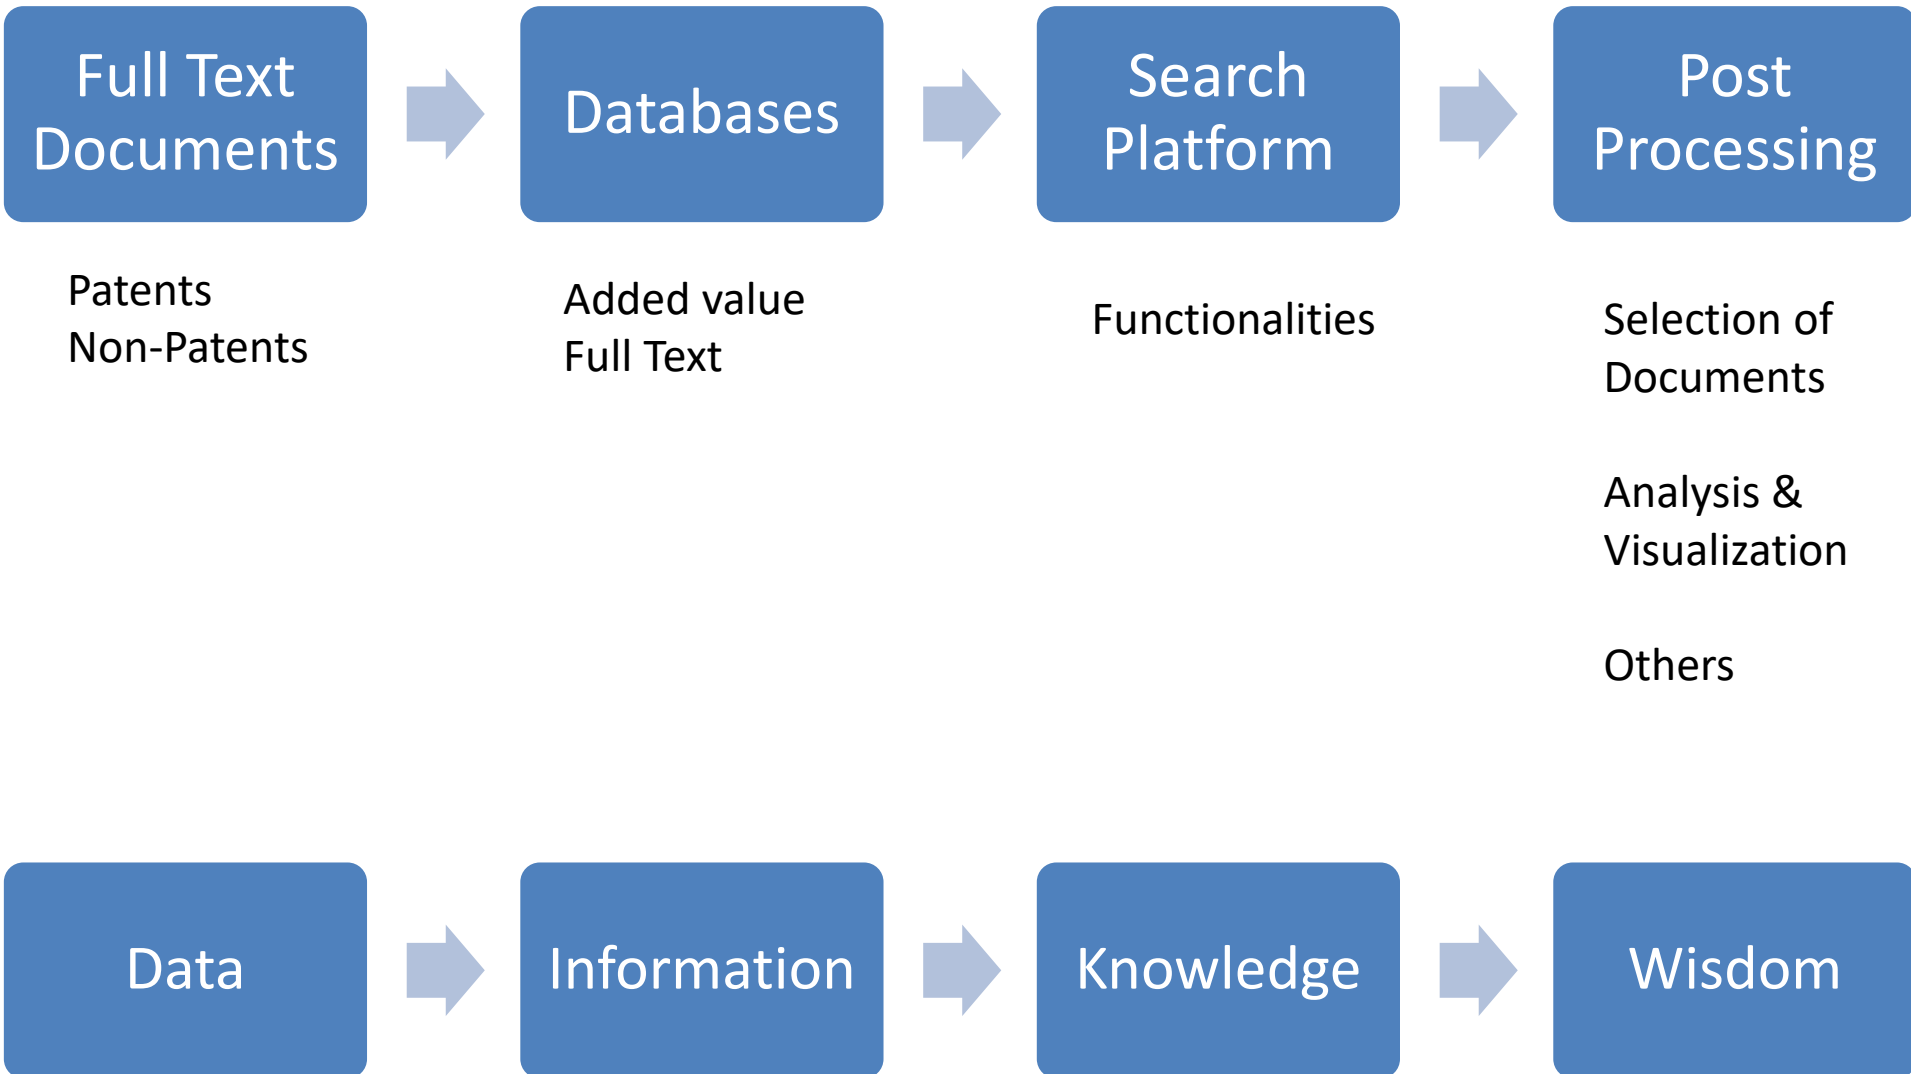 Full Text
Documents
Databases
Search
Platform
Post
Processing
Patents
Non-Patents
Added value
Full Text
Functionalities
Selection of
Documents
Analysis &
Visualization
Others
Data
Information
Knowledge
Wisdom